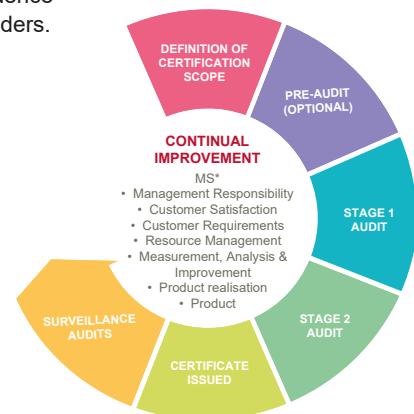 ders.
DEFINITION OF
CERTIFICATION
SCOPE
PRE-AUDIT
(OPTIONAL)
STAGE 1
AUDIT
STAGE 2
AUDIT
CERTIFICATE
ISSUED
SURVEILLANCE
AUDITS
CONTINUAL
IMPROVEMENT
MS*
• Management Responsibility
• Customer Satisfaction
• Customer Requirements
• Resource Management
• Measurement, Analysis &
Improvement
• Product realisation
• Product